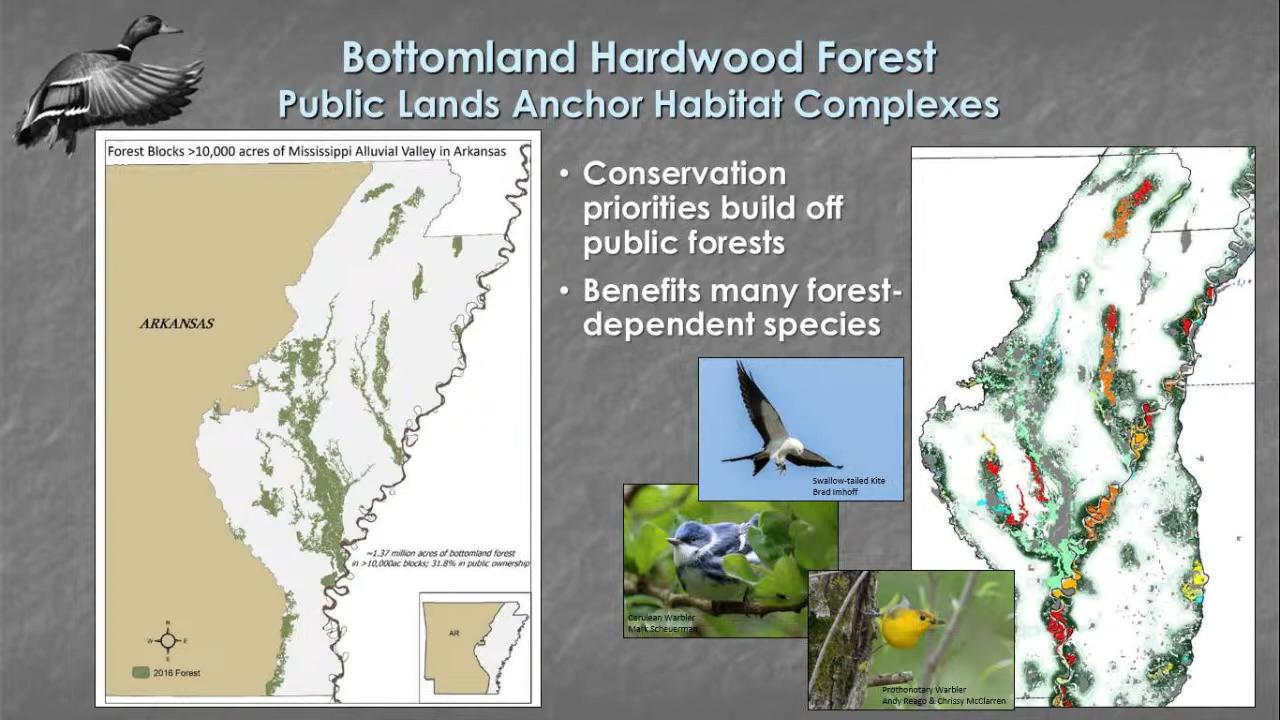 Bottomland Hardwood Forest
Public Lands Anchor Habitat Complexes
Forest Blocks >10,000 acres of Mississippi Alluvial Valley in Arkansas
ARKANSAS
~1.37 million acres of bottomland forest
in >10,000ac blocks; 31.8% in public ownership
N
W
E
S
2016 Forest
AR
• Conservation
priorities build off
public forests
• Benefits many forest-
dependent species
Swallow-tailed Kite
Brad Imhoff
Cerulean Warbler
Mark Scheuerman
Prothonotary Warbler
Andy Reago & Chrissy McClarren